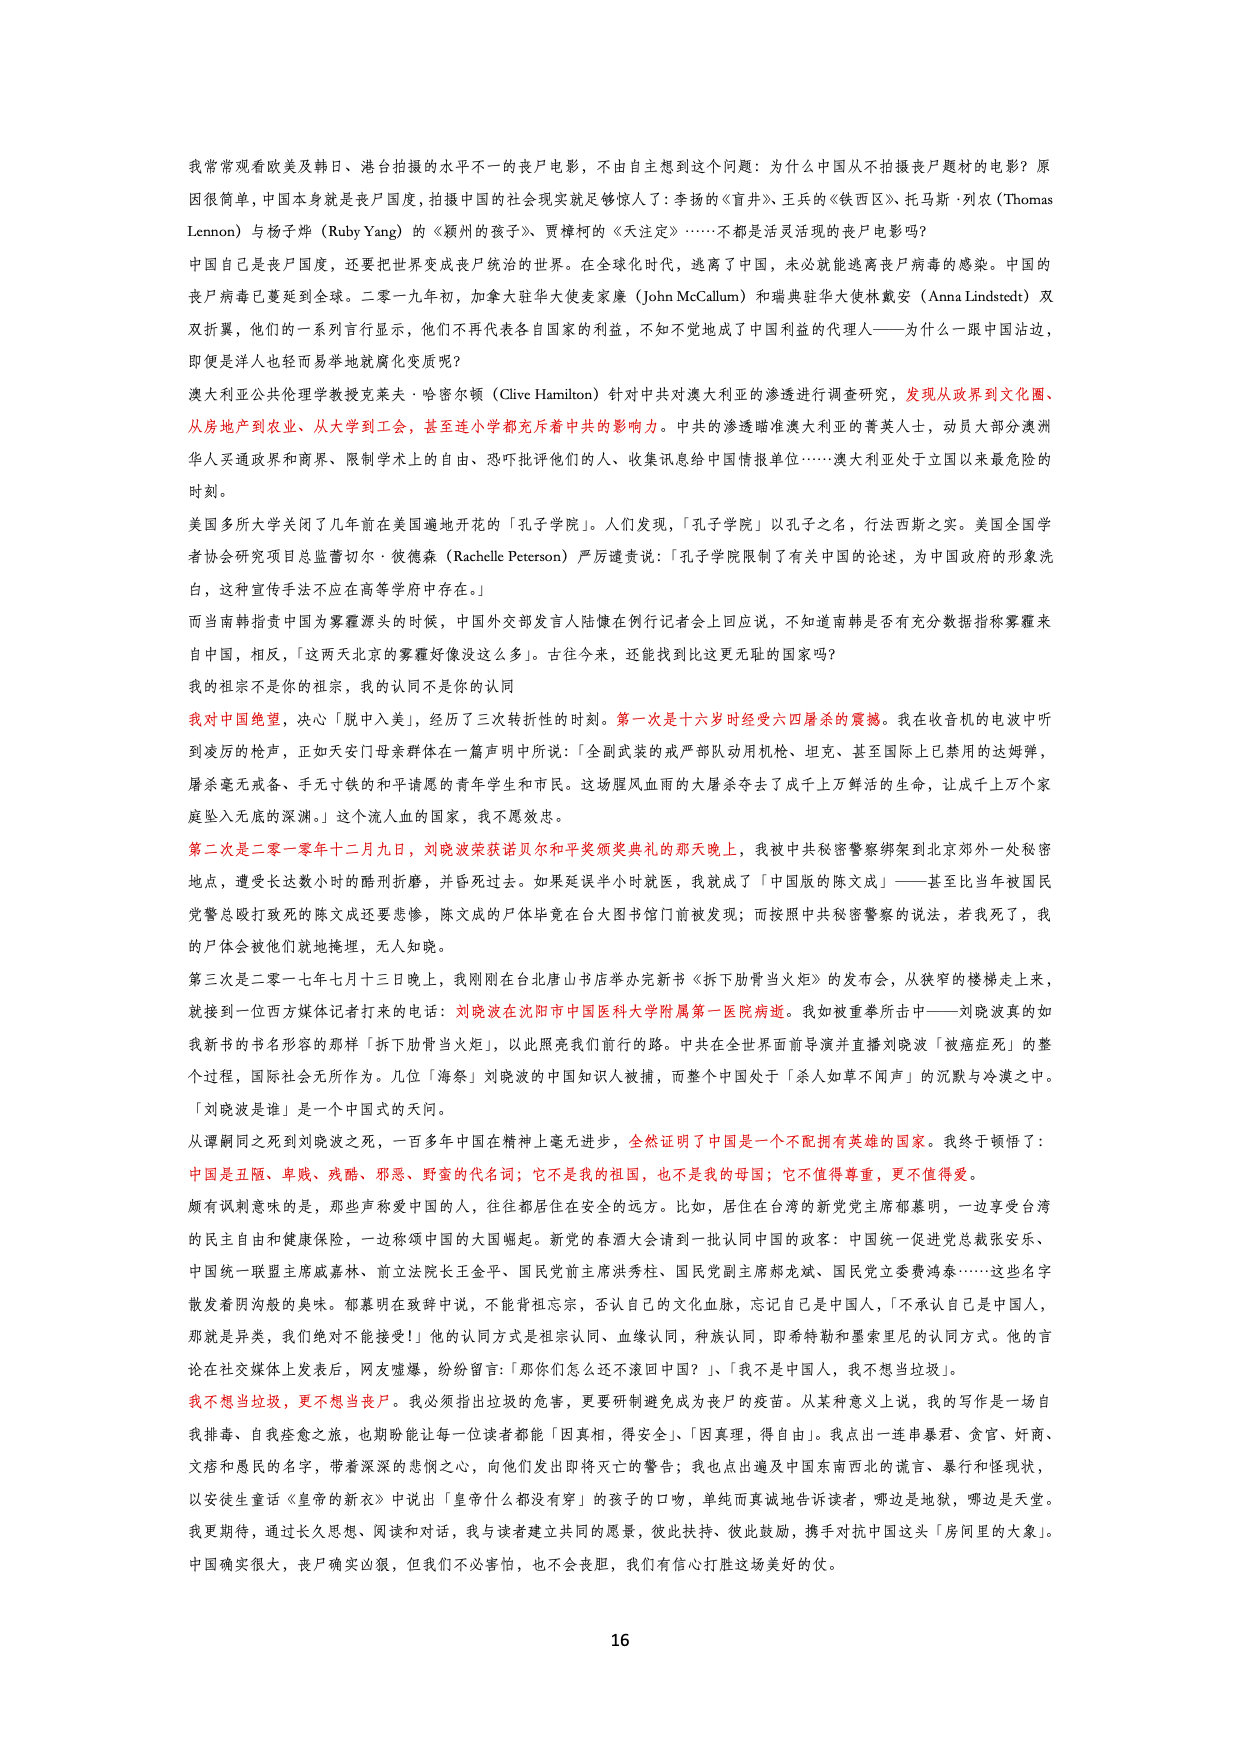 我常常观看欧美及韩日、港台拍摄的水平不一的丧尸电影，不由自主想到这个问题：为什么中国从不拍摄丧尸题材的电影？原
因很简单，中国本身就是丧尸国度，拍摄中国的社会现实就足够惊人了：李扬的《盲井》、王兵的《铁西区》、托马斯·列农（Thomas
Lennon）与杨子烨（Ruby Yang）的《颖州的孩子》、贾樟柯的《天注定》……不都是活灵活现的丧尸电影吗？
中国自己是丧尸国度，还要把世界变成丧尸统治的世界。在全球化时代，逃离了中国，未必就能逃离丧尸病毒的感染。中国的
丧尸病毒已蔓延到全球。二零一九年初，加拿大驻华大使麦家廉（John McCallum）和瑞典驻华大使林戴安（Anna Lindstedt）双
双折翼，他们的一系列言行显示，他们不再代表各自国家的利益，不知不觉地成了中国利益的代理人——为什么一跟中国沾边，
即便是洋人也轻而易举地就腐化变质呢？
澳大利亚公共伦理学教授克莱夫·哈密尔顿（Clive Hamilton）针对中共对澳大利亚的渗透进行调查研究，发现从政界到文化圈、
从房地产到农业、从大学到工会，甚至连小学都充斥着中共的影响力。中共的渗透瞄准澳大利亚的菁英人士，动员大部分澳洲
华人买通政界和商界、限制学术上的自由、恐吓批评他们的人、收集讯息给中国情报单位……澳大利亚处于立国以来最危险的
时刻。
美国多所大学关闭了几年前在美国遍地开花的「孔子学院」。人们发现，「孔子学院」以孔子之名，行法西斯之实。美国全国学
者协会研究项目总监蕾切尔·彼德森（Rachelle Peterson）严厉谴责说：「孔子学院限制了有关中国的论述，为中国政府的形象洗
白，这种宣传手法不应在高等学府中存在。」
而当南韩指责中国为雾霾源头的时候，中国外交部发言人陆慷在例行记者会上回应说，不知道南韩是否有充分数据指称雾霾来
自中国，相反，「这两天北京的雾霾好像没这么多」。古往今来，还能找到比这更无耻的国家吗？
我的祖宗不是你的祖宗，我的认同不是你的认同
我对中国绝望，决心「脱中入美」，经历了三次转折性的时刻。第一次是十六岁时经受六四屠杀的震撼。我在收音机的电波中听
到凌厉的枪声，正如天安门母亲群体在一篇声明中所说：「全副武装的戒严部队动用机枪、坦克、甚至国际上已禁用的达姆弹，
屠杀毫无戒备、手无寸铁的和平请愿的青年学生和市民。这场腥风血雨的大屠杀夺去了成千上万鲜活的生命，让成千上万个家
庭坠入无底的深渊。」这个流人血的国家，我不愿效忠。
第二次是二零一零年十二月九日，刘晓波荣获诺贝尔和平奖颁奖典礼的那天晚上，我被中共秘密警察绑架到北京郊外一处秘密
地点，遭受长达数小时的酷刑折磨，并昏死过去。如果延误半小时就医，我就成了「中国版的陈文成」——甚至比当年被国民
党警总殴打致死的陈文成还要悲惨，陈文成的尸体毕竟在台大图书馆门前被发现；而按照中共秘密警察的说法，若我死了，我
的尸体会被他们就地掩埋，无人知晓。
第三次是二零一七年七月十三日晚上，我刚刚在台北唐山书店举办完新书《拆下肋骨当火炬》的发布会，从狭窄的楼梯走上来，
就接到一位西方媒体记者打来的电话：刘晓波在沈阳市中国医科大学附属第一医院病逝。我如被重拳所击中——刘晓波真的如
我新书的书名形容的那样「拆下肋骨当火炬」，以此照亮我们前行的路。中共在全世界面前导演并直播刘晓波「被癌症死」的整
个过程，国际社会无所作为。几位「海祭」刘晓波的中国知识人被捕，而整个中国处于「杀人如草不闻声」的沉默与冷漠之中。
「刘晓波是谁」是一个中国式的天问。
从谭嗣同之死到刘晓波之死，一百多年中国在精神上毫无进步，全然证明了中国是一个不配拥有英雄的国家。我终于顿悟了：
中国是丑陋、卑贱、残酷、邪恶、野蛮的代名词；它不是我的祖国，也不是我的母国；它不值得尊重，更不值得爱。
颇有讽刺意味的是，那些声称爱中国的人，往往都居住在安全的远方。比如，居住在台湾的新党党主席郁慕明，一边享受台湾
的民主自由和健康保险，一边称颂中国的大国崛起。新党的春酒大会请到一批认同中国的政客：中国统一促进党总裁张安乐、
中国统一联盟主席戚嘉林、前立法院长王金平、国民党前主席洪秀柱、国民党副主席郝龙斌、国民党立委费鸿泰……这些名字
散发着阴沟般的臭味。郁慕明在致辞中说，不能背祖忘宗，否认自己的文化血脉，忘记自己是中国人，「不承认自己是中国人，
那就是异类，我们绝对不能接受！」他的认同方式是祖宗认同、血缘认同，种族认同，即希特勒和墨索里尼的认同方式。他的言
论在社交媒体上发表后，网友嘘爆，纷纷留言：「那你们怎么还不滚回中国？」、「我不是中国人，我不想当垃圾」。
我不想当垃圾，更不想当丧尸。我必须指出垃圾的危害，更要研制避免成为丧尸的疫苗。从某种意义上说，我的写作是一场自
我排毒、自我痊愈之旅，也期盼能让每一位读者都能「因真相，得安全」、「因真理，得自由」。我点出一连串暴君、贪官、奸商、
文痞和愚民的名字，带着深深的悲悯之心，向他们发出即将灭亡的警告；我也点出遍及中国东南西北的谎言、暴行和怪现状，
以安徒生童话《皇帝的新衣》中说出「皇帝什么都没有穿」的孩子的口吻，单纯而真诚地告诉读者，哪边是地狱，哪边是天堂。
我更期待，通过长久思想、阅读和对话，我与读者建立共同的愿景，彼此扶持、彼此鼓励，携手对抗中国这头「房间里的大象」。
中国确实很大，丧尸确实凶狠，但我们不必害怕，也不会丧胆，我们有信心打胜这场美好的仗。
16